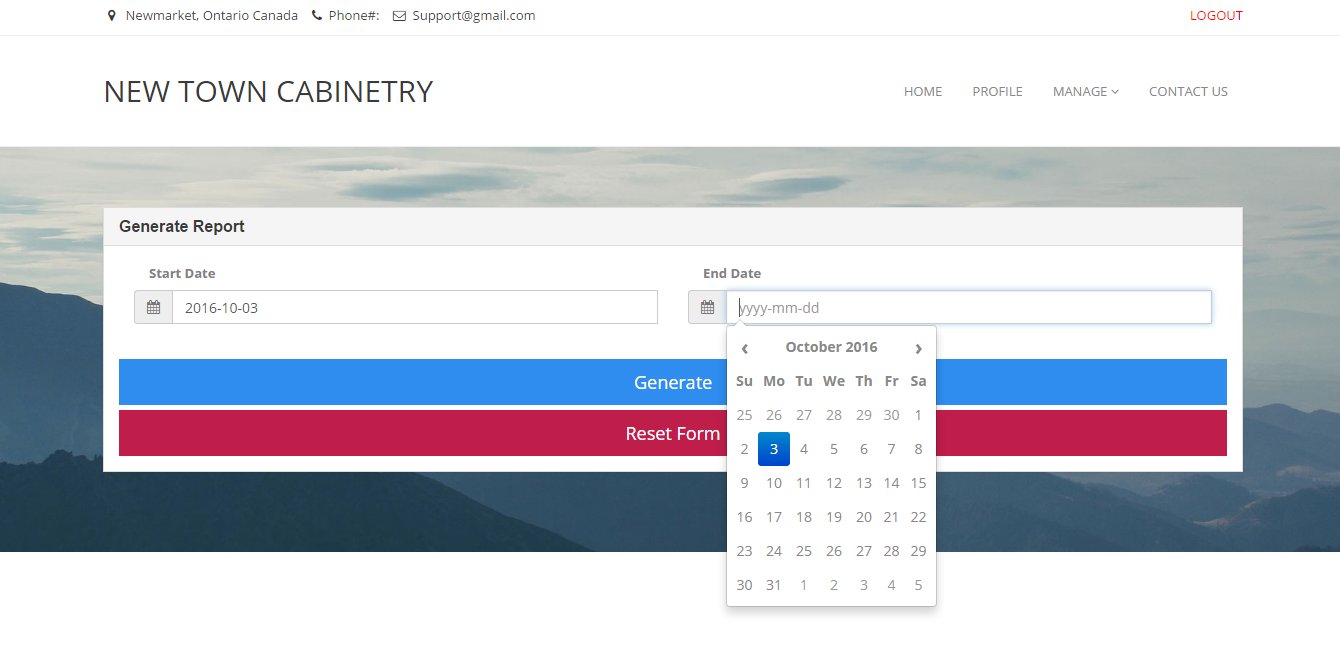 Newmarket, Ontario Canada Phone#: Support@gmail.com LOGOUT
NEW TOWN CABINETRY HOME PROFILE MANAGE CONTACT US
Generate Report
Start Date End Date
2016-10-03 yyyy-mm-dd
‹ October 2016 ›
Generate
Su Mo Tu We Th Fr Sa
25 26 27 28 29 30 1
Reset Form
2 3 4 5 6 7 8
9 10 11 12 13 14 15
16 17 18 19 20 21 22
23 24 25 26 27 28 29
30 31 1 2 3 4 5